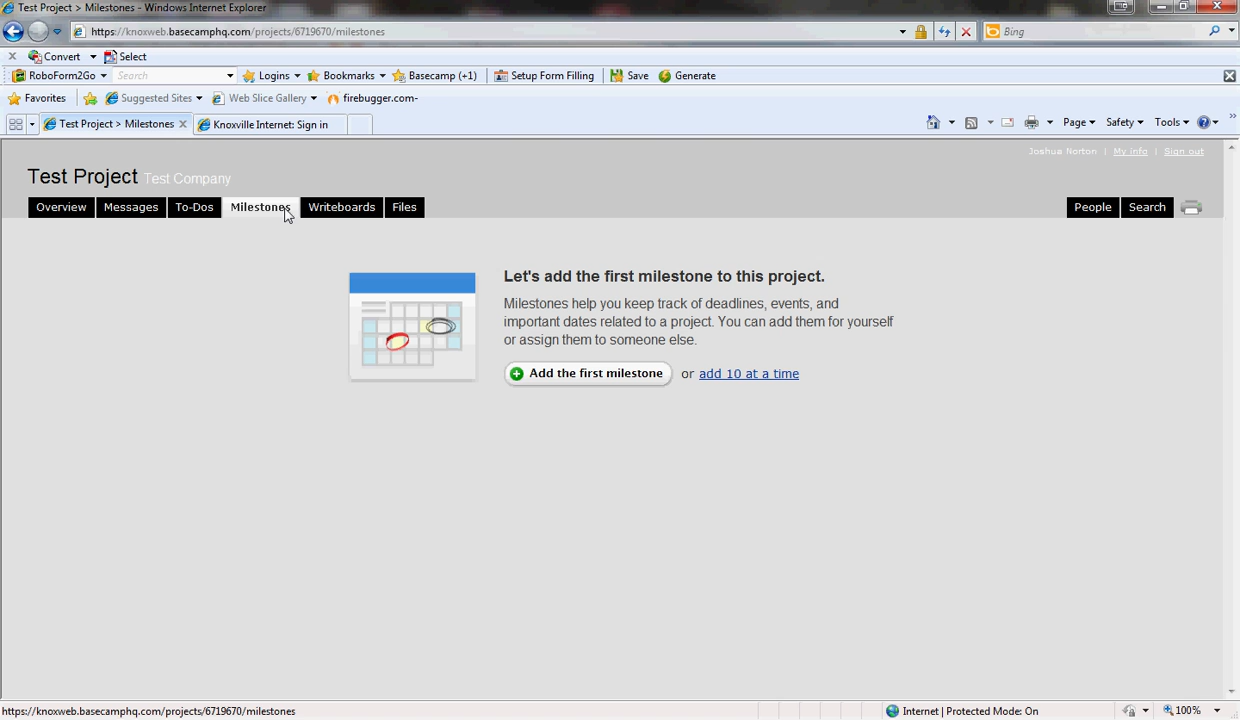 Test Project > Milestones - Windows Internet Explorer
https://knoxweb.basecamphq.com/projects/6719670/milestones
Bing
Convert Select
RoboForm2Go Search Logins Bookmarks Basecamp (+1) Setup Form Filling Save Generate
Favorites Suggested Sites Web Slice Gallery firebugger.com-
Test Project > Milestones Knoxville Internet: Sign in Page Safety Tools
Joshua Norton | My info | Sign out
Test Project Test Company
Overview Messages To-Dos Milestones Writeboards Files People Search
Let's add the first milestone to this project.
Milestones help you keep track of deadlines, events, and
important dates related to a project. You can add them for yourself
or assign them to someone else.
Add the first milestone or add 10 at a time
https://knoxweb.basecamphq.com/projects/6719670/milestones Internet | Protected Mode: On 100%